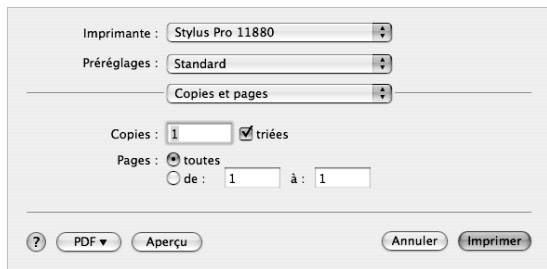 Imprimante : Stylus Pro 11880
Préréglages : Standard
Copies et pages
Copies : 1 triées
Pages : toutes
de : 1 à : 1
? PDF Aperçu Annuler Imprimer